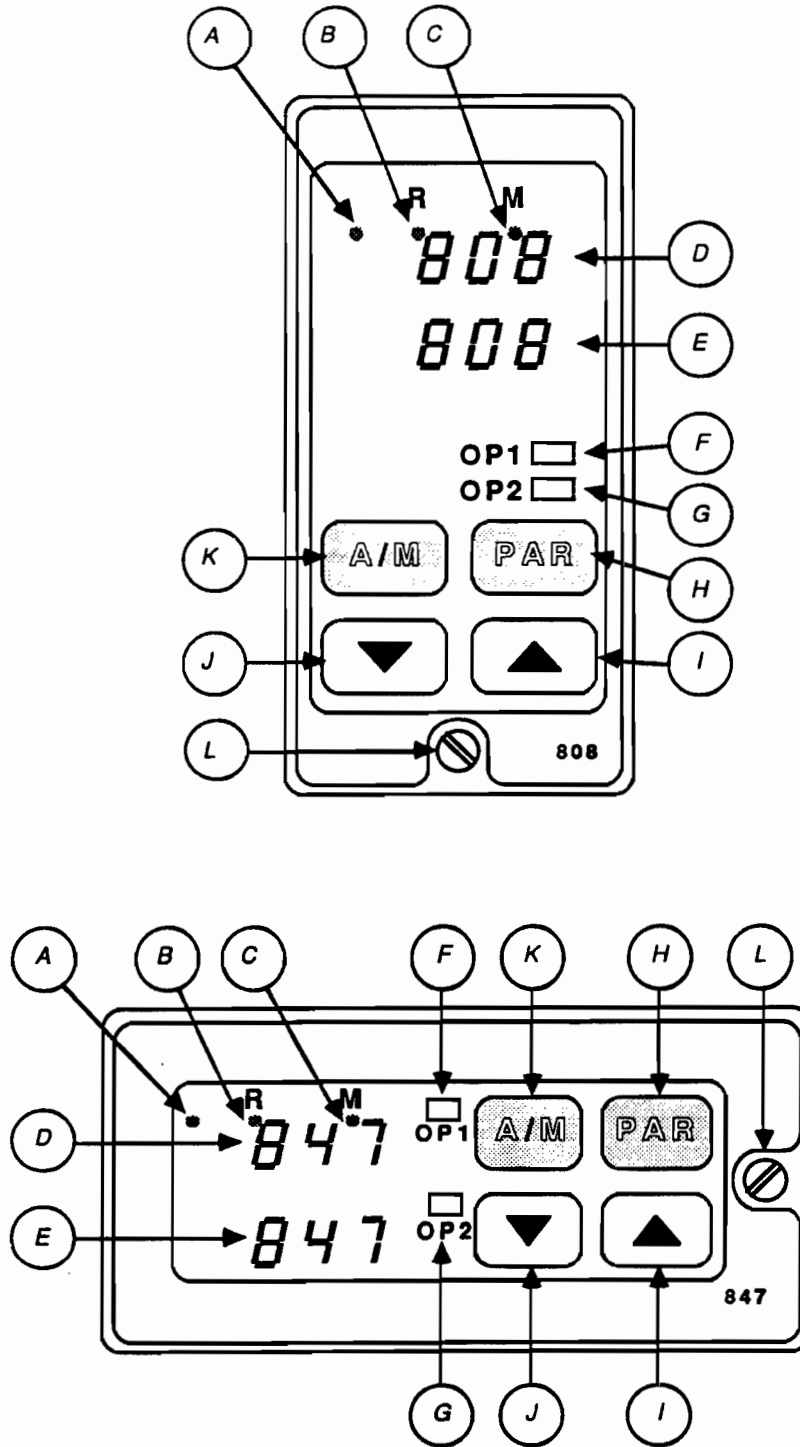 A B C
R M
808 D
808 E
OP1 F
OP2 G
K A/M PAR H
J I
L 808
A B C F K H L
R M
D 847 OP1 A/M PAR
E 847 OP2
847
G J I